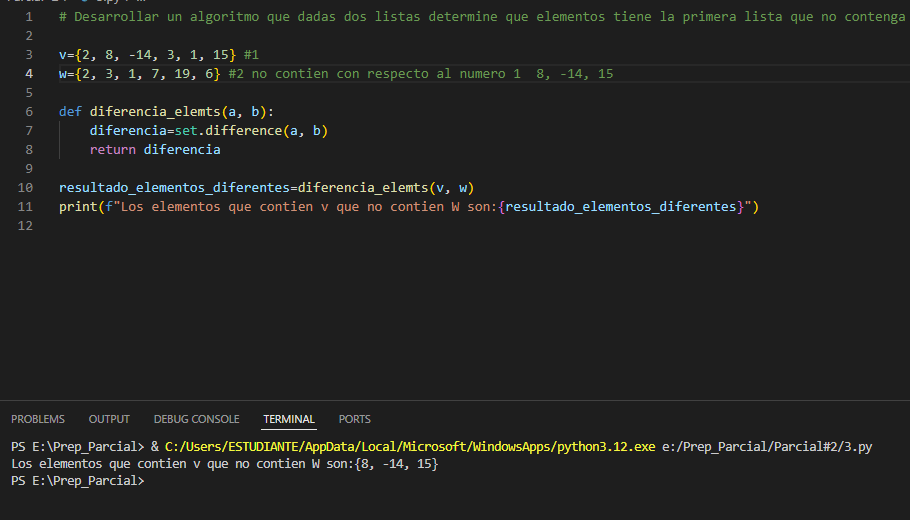 1 # Desarrollar un algoritmo que dadas dos listas determine que elementos tiene la primera lista que no contenga
2
3 v={2, 8, -14, 3, 1, 15} #1
4 w={2, 3, 1, 7, 19, 6} #2 no contien con respecto al numero 1  8, -14, 15
5
6 def diferencia_elemts(a, b):
7     diferencia=set.difference(a, b)
8     return diferencia
9
10 resultado_elementos_diferentes=diferencia_elemts(v, w)
11 print(f"Los elementos que contien v que no contien W son:{resultado_elementos_diferentes}")
12
PROBLEMS OUTPUT DEBUG CONSOLE TERMINAL PORTS
PS E:\Prep_Parcial> & C:/Users/ESTUDIANTE/AppData/Local/Microsoft/WindowsApps/python3.12.exe e:/Prep_Parcial/Parcial#2/3.py
Los elementos que contien v que no contien W son:{8, -14, 15}
PS E:\Prep_Parcial>